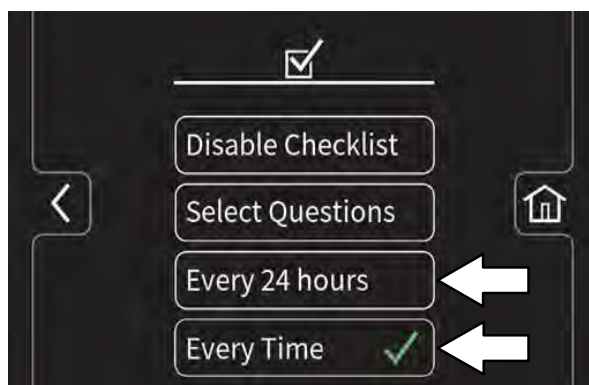 Disable Checklist
Select Questions
Every 24 hours
Every Time